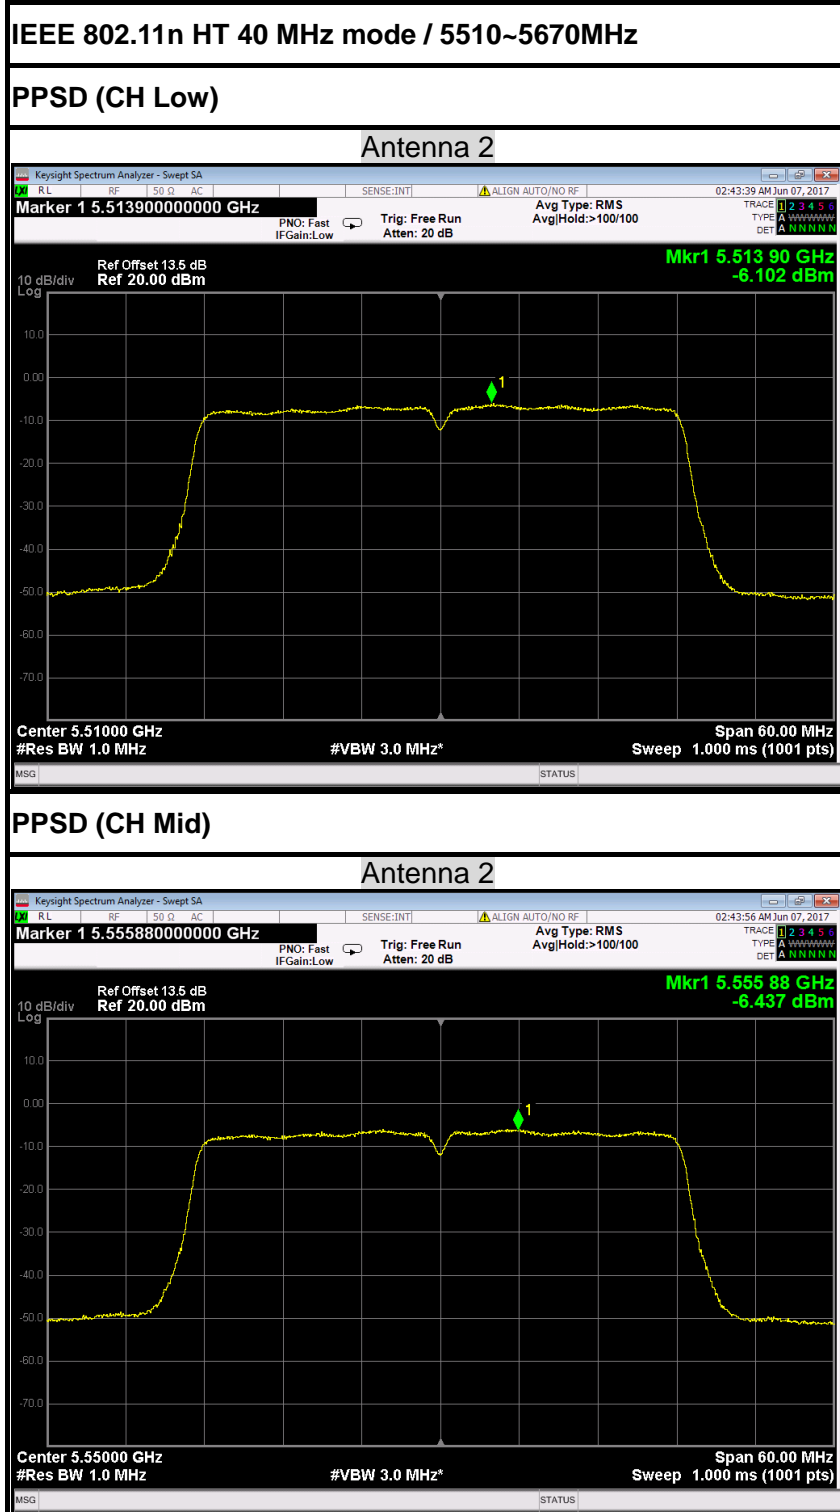 IEEE 802.11n HT 40 MHz mode / 5510~5670MHz
PPSD (CH Low)
Antenna 2
Keysight Spectrum Analyzer - Swept SA
LXI RL RF 50 Ω AC SENSE:INT ALIGN AUTO/NO RF 02:43:39 AM Jun 07, 2017
Marker 1 5.513900000000 GHz
PNO: Fast
IFGain:Low
Trig: Free Run
Atten: 20 dB
Avg Type: RMS
Avg|Hold:>100/100
TRACE 1 2 3 4 5 6
TYPE A WWWWW
DET A N N N N N
Mkr1 5.513 90 GHz
-6.102 dBm
Ref Offset 13.5 dB
10 dB/div Ref 20.00 dBm
Log
10.0
0.00
-10.0
-20.0
-30.0
-40.0
-50.0
-60.0
-70.0
1
Center 5.51000 GHz Span 60.00 MHz
#Res BW 1.0 MHz #VBW 3.0 MHz* Sweep 1.000 ms (1001 pts)
MSG STATUS
PPSD (CH Mid)
Antenna 2
Keysight Spectrum Analyzer - Swept SA
LXI RL RF 50 Ω AC SENSE:INT ALIGN AUTO/NO RF 02:43:56 AM Jun 07, 2017
Marker 1 5.555880000000 GHz
PNO: Fast
IFGain:Low
Trig: Free Run
Atten: 20 dB
Avg Type: RMS
Avg|Hold:>100/100
TRACE 1 2 3 4 5 6
TYPE A WWWWW
DET A N N N N N
Mkr1 5.555 88 GHz
-6.437 dBm
Ref Offset 13.5 dB
10 dB/div Ref 20.00 dBm
Log
10.0
0.00
-10.0
-20.0
-30.0
-40.0
-50.0
-60.0
-70.0
1
Center 5.55000 GHz Span 60.00 MHz
#Res BW 1.0 MHz #VBW 3.0 MHz* Sweep 1.000 ms (1001 pts)
MSG STATUS